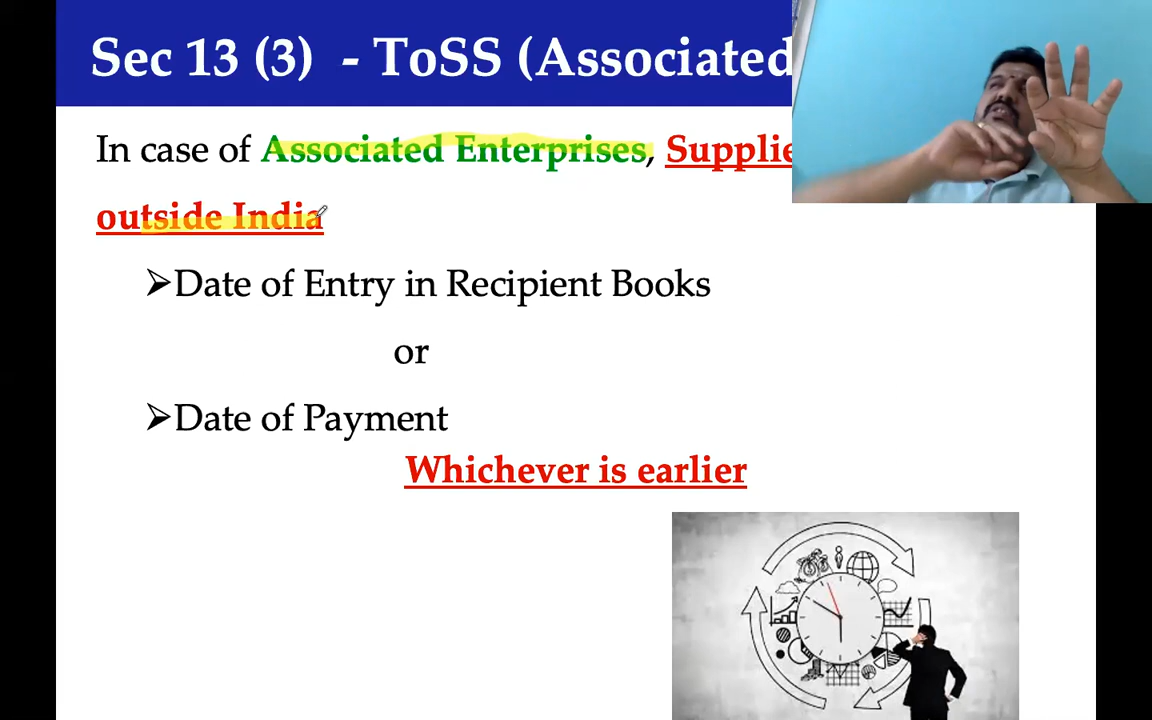 Sec 13 (3) - ToSS (Associated
In case of Associated Enterprises,
outside India
➢Date of Entry in Recipient Books
or
➢Date of Payment
Whichever is earlier